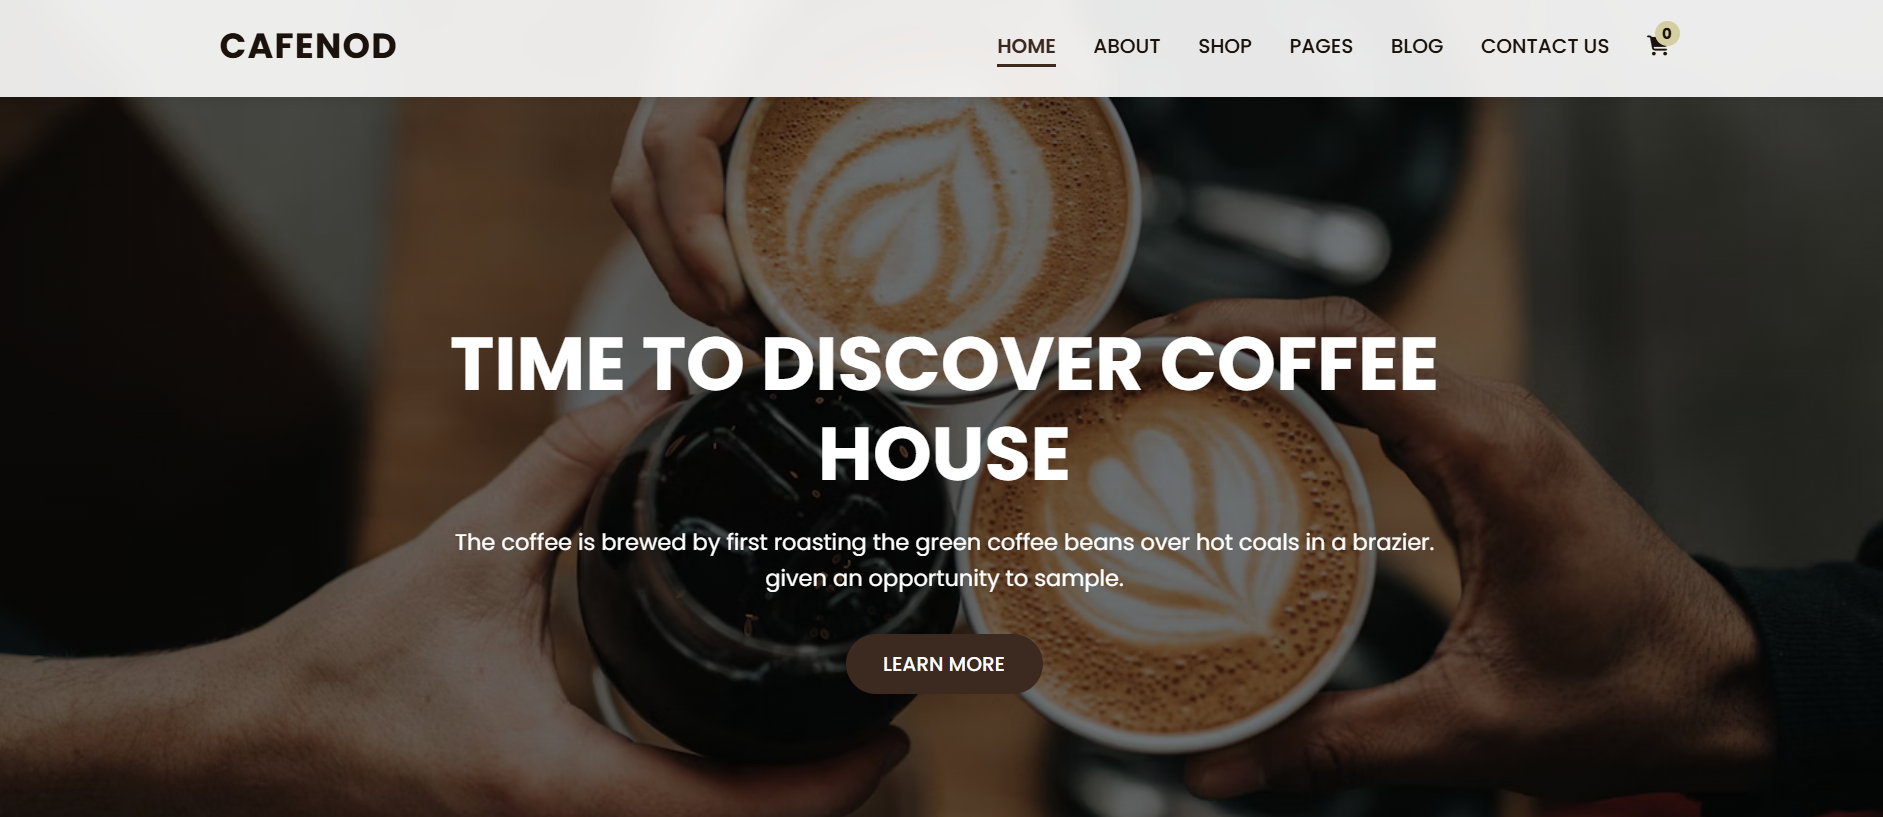 CAFENOD
HOME ABOUT SHOP PAGES BLOG CONTACT US 0
TIME TO DISCOVER COFFEE
HOUSE
The coffee is brewed by first roasting the green coffee beans over hot coals in a brazier.
given an opportunity to sample.
LEARN MORE